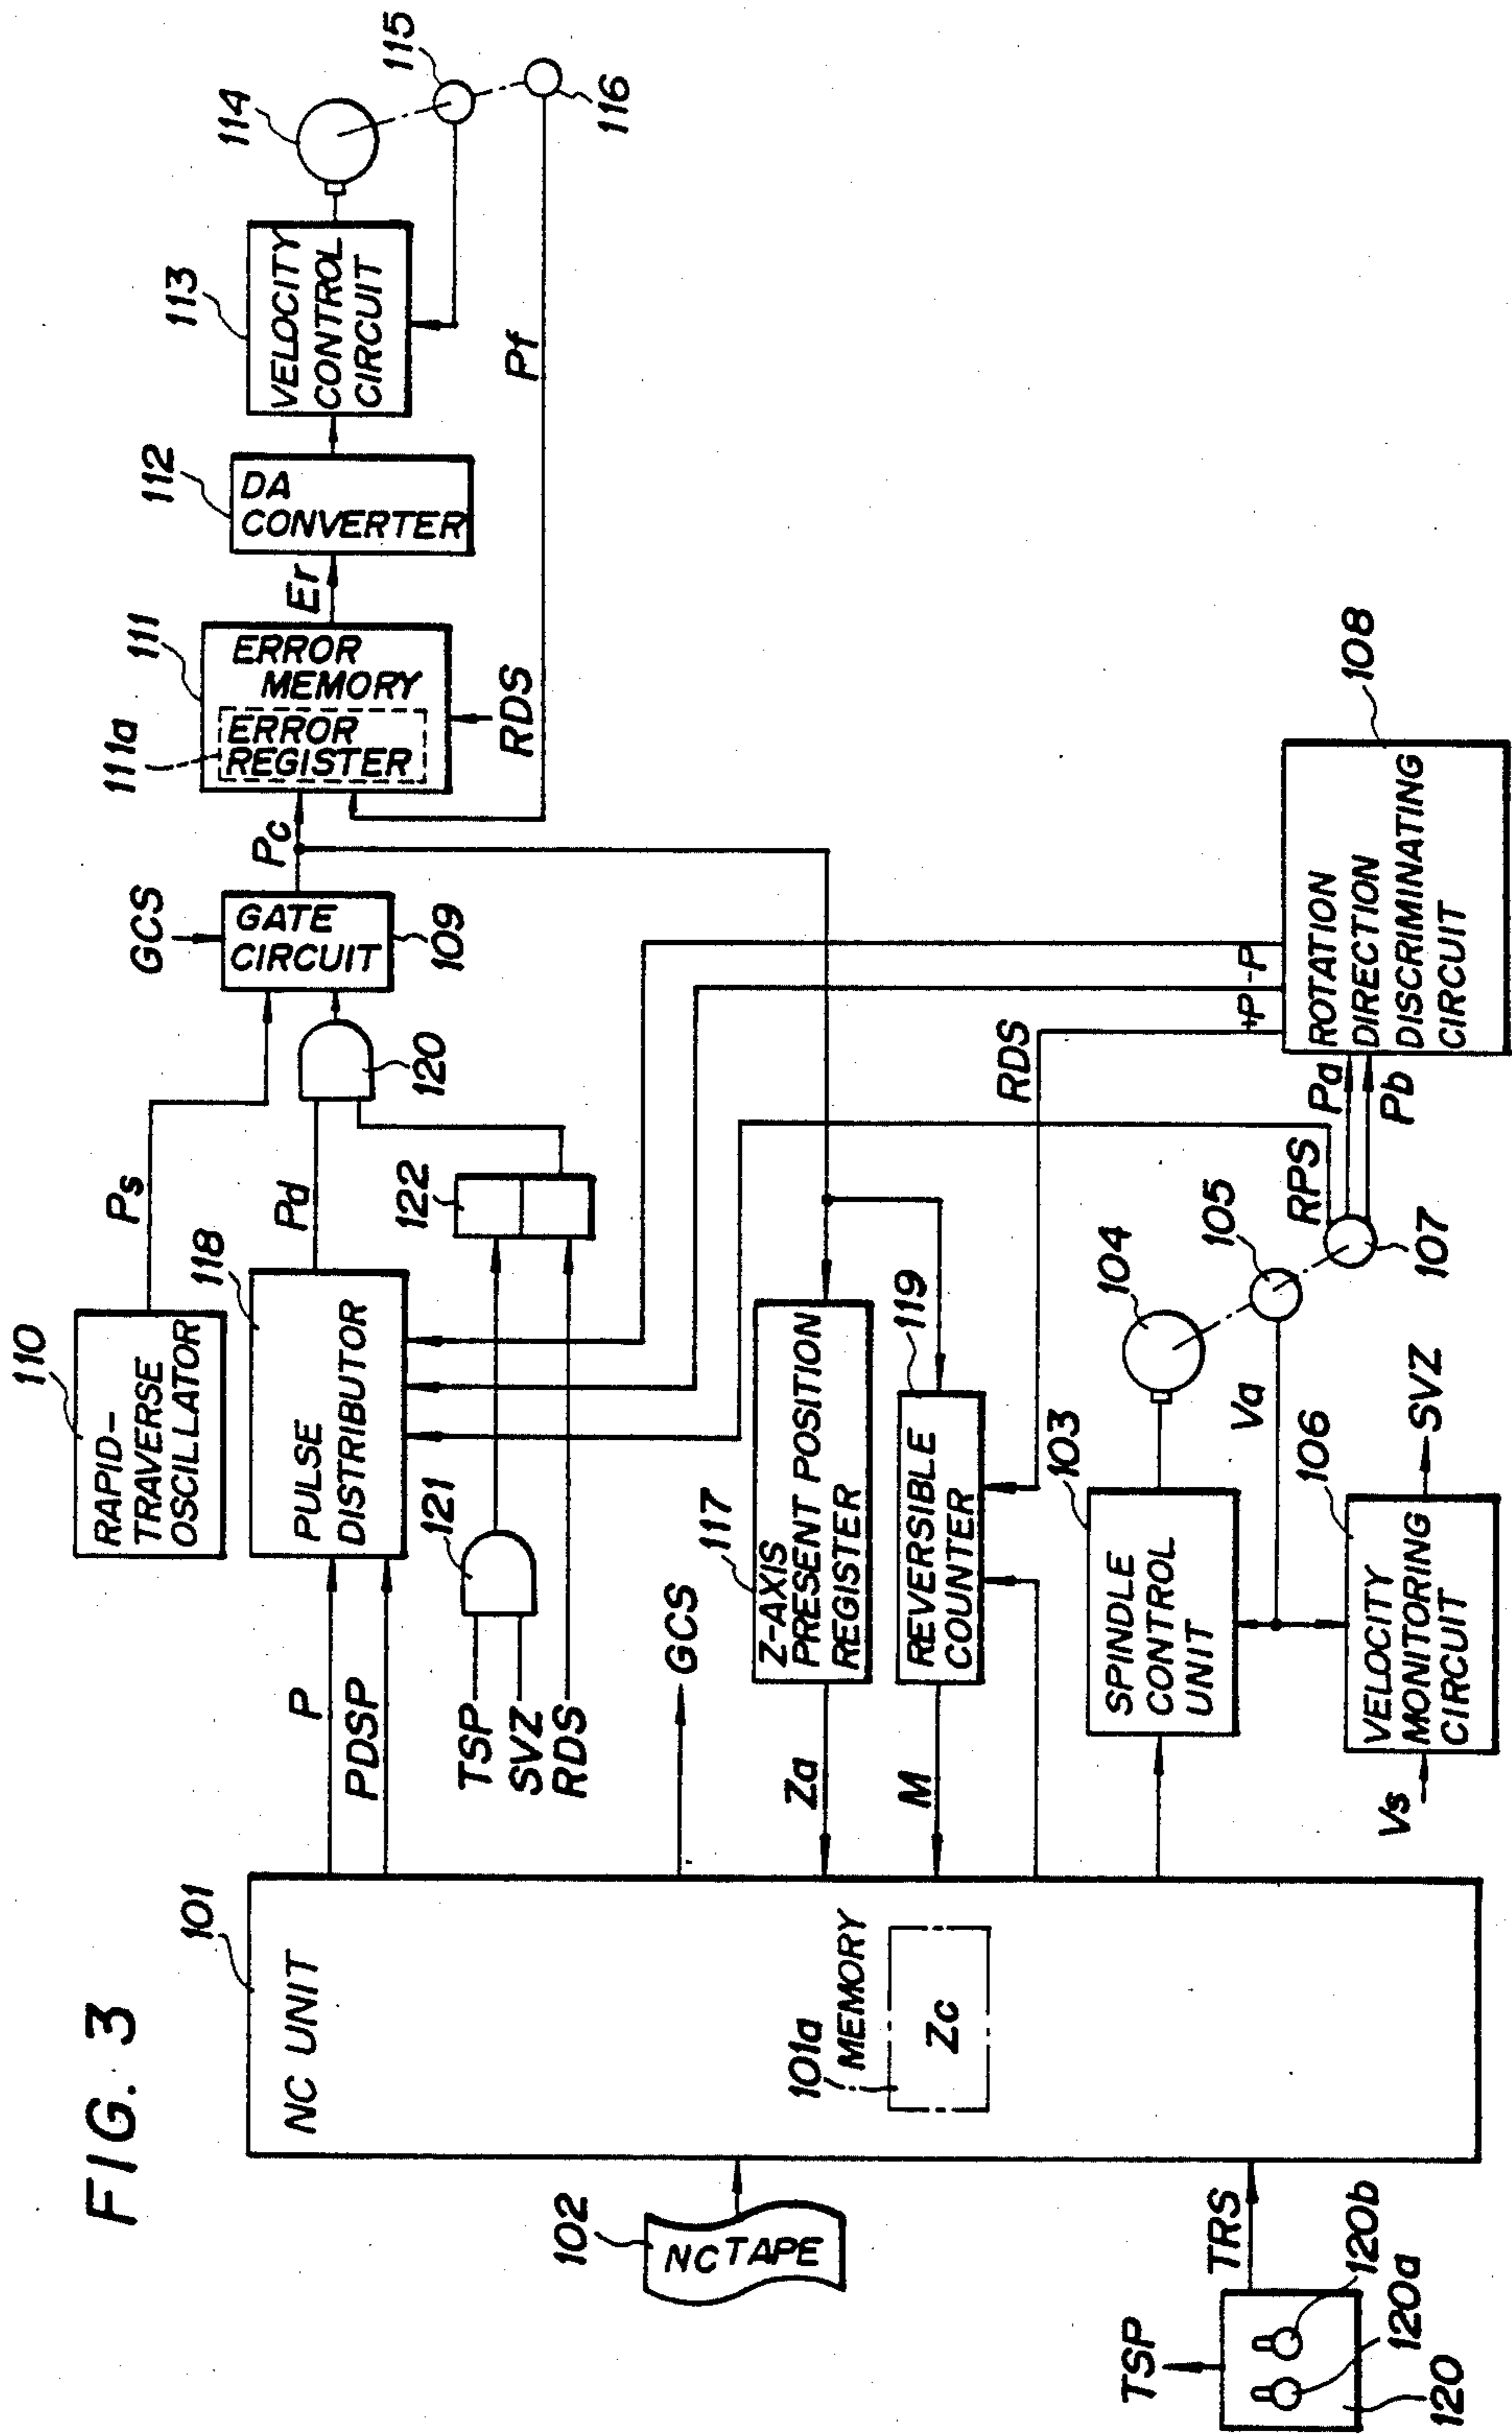 FIG. 3
101
NC UNIT
101a
MEMORY
Zc
102
NC TAPE
TRS
TSP
120b
120a
120
P
PDSP
TSP
SVZ
RDS
GCS
Za
M
110
RAPID-
TRAVERSE
OSCILLATOR
118
PULSE
DISTRIBUTOR
121
122
Ps
Pd
120
GCS
GATE
CIRCUIT
109
Pc
111a
111
ERROR
MEMORY
ERROR
REGISTER
RDS
Er
112
DA
CONVERTER
113
VELOCITY
CONTROL
CIRCUIT
114
115
116
Pf
117
Z-AXIS
PRESENT POSITION
REGISTER
119
REVERSIBLE
COUNTER
103
SPINDLE
CONTROL
UNIT
104
105
107
Va
106
VELOCITY
MONITORING
CIRCUIT
Vs
SVZ
RPS
Pa
Pb
RDS
+P
-P
108
ROTATION
DIRECTION
DISCRIMINATING
CIRCUIT